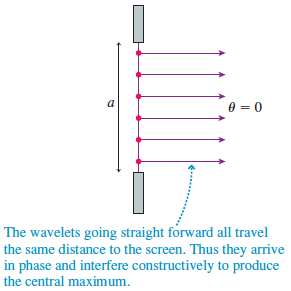 a
θ = 0
The wavelets going straight forward all travel
the same distance to the screen. Thus they arrive
in phase and interfere constructively to produce
the central maximum.